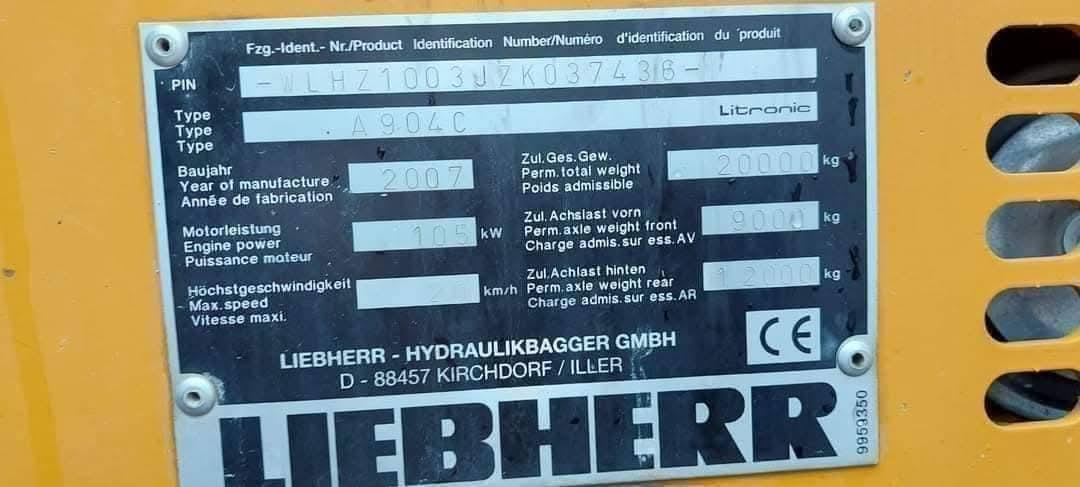 Fzg.-Ident.- Nr./Product Identification Number/Numéro d'identification du produit
PIN -WLHZ1003JZK037436-
Type
Type A904C Litronic
Type
Baujahr
Year of manufacture 2007
Année de fabrication
Motorleistung
Engine power 105 kW
Puissance moteur
Höchstgeschwindigkeit
Max.speed km/h
Vitesse maxi.
Zul.Ges.Gew.
Perm.total weight 20000 kg
Poids admissible
Zul.Achslast vorn
Perm.axle weight front 9000 kg
Charge admis.sur ess.AV
Zul.Achlast hinten
Perm.axle weight rear 12000 kg
Charge admis.sur ess.AR
CE
LIEBHERR - HYDRAULIKBAGGER GMBH
D - 88457 KIRCHDORF / ILLER
LIEBHERR
9959350